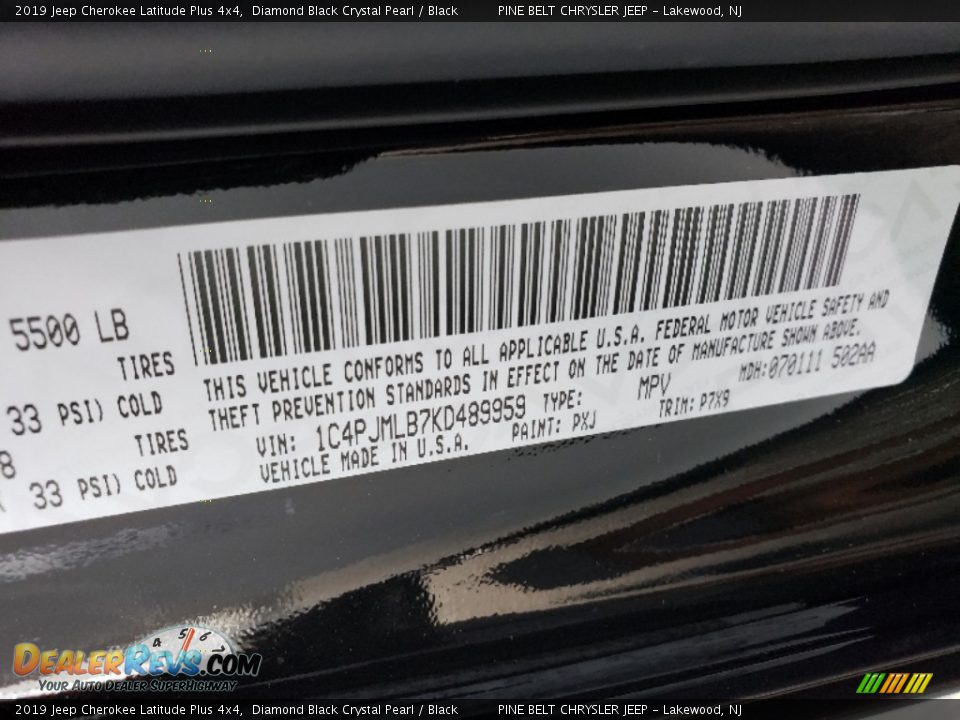 2019 Jeep Cherokee Latitude Plus 4x4, Diamond Black Crystal Pearl / Black PINE BELT CHRYSLER JEEP - Lakewood, NJ
5500 LB
TIRES
33 PSI) COLD
8 TIRES
33 PSI) COLD
THIS VEHICLE CONFORMS TO ALL APPLICABLE U.S.A. FEDERAL MOTOR VEHICLE SAFETY AND
THEFT PREVENTION STANDARDS IN EFFECT ON THE DATE OF MANUFACTURE SHOWN ABOVE.
VIN: 1C4PJMLB7KD489959 TYPE: MPV MDH:070111 502AA
VEHICLE MADE IN U.S.A. PAINT: PXJ TRIM: P7X9
4 5 6
DEALERREVS.COM
YOUR AUTO DEALER SUPERHIGHWAY
2019 Jeep Cherokee Latitude Plus 4x4, Diamond Black Crystal Pearl / Black PINE BELT CHRYSLER JEEP - Lakewood, NJ